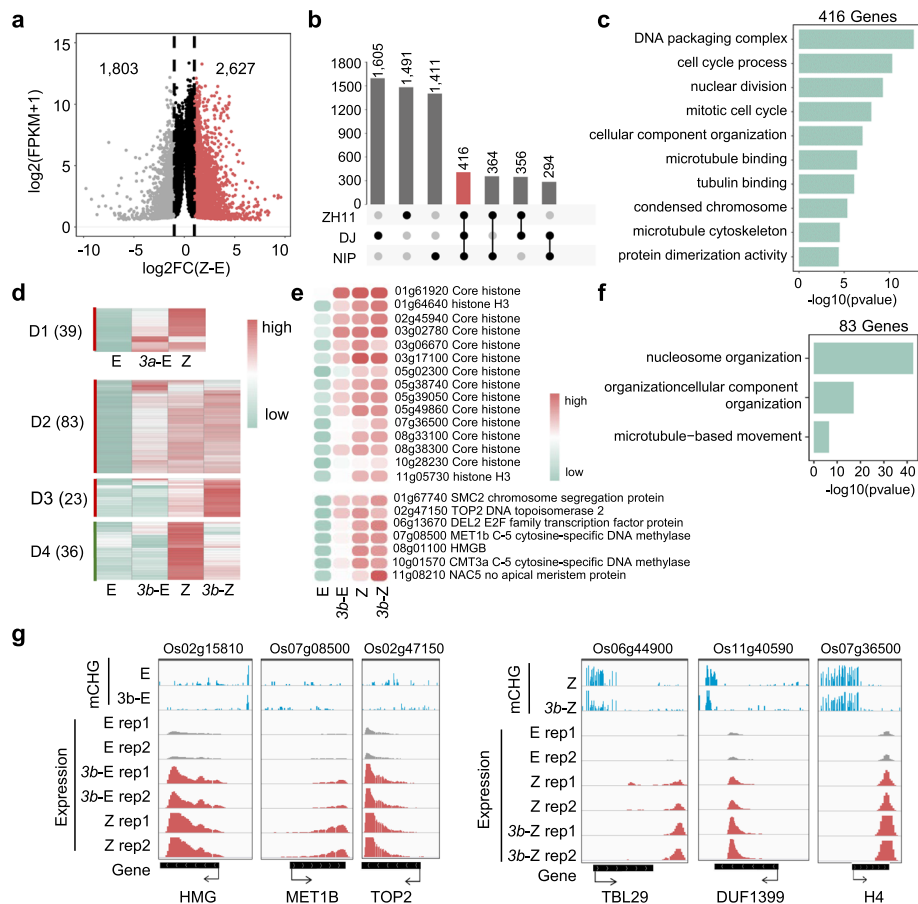 a
15
10
5
0
log2(FPKM+1)
1,803
2,627
−10
−5
0
5
10
log2FC(Z-E)
b
1800
1500
1200
900
600
300
0
1,605
1,491
1,411
416
364
356
294
ZH11
DJ
NIP
c
416 Genes
DNA packaging complex
cell cycle process
nuclear division
mitotic cell cycle
cellular component organization
microtubule binding
tubulin binding
condensed chromosome
microtubule cytoskeleton
protein dimerization activity
0
5
10
-log10(pvalue)
d
D1 (39)
E
3a-E
Z
high
low
D2 (83)
D3 (23)
D4 (36)
E
3b-E
Z
3b-Z
e
01g61920 Core histone
01g64640 histone H3
02g45940 Core histone
03g02780 Core histone
03g06670 Core histone
03g17100 Core histone
05g02300 Core histone
05g38740 Core histone
05g39050 Core histone
05g49860 Core histone
07g36500 Core histone
08g33100 Core histone
08g38300 Core histone
10g28230 Core histone
11g05730 histone H3
01g67740 SMC2 chromosome segregation protein
02g47150 TOP2 DNA topoisomerase 2
06g13670 DEL2 E2F family transcription factor protein
07g08500 MET1b C-5 cytosine−specific DNA methylase
08g01100 HMGB
10g01570 CMT3a C-5 cytosine−specific DNA methylase
11g08210 NAC5 no apical meristem protein
E
3b-E
Z
3b-Z
high
low
f
83 Genes
nucleosome organization
organizationcellular component
organization
microtubule−based movement
0 10 20 30 40
-log10(pvalue)
g
Os02g15810
Os07g08500
Os02g47150
mCHG
E
3b-E
Expression
E rep1
E rep2
3b-E rep1
3b-E rep2
Z rep1
Z rep2
Gene
HMG
MET1B
TOP2
Os06g44900
Os11g40590
Os07g36500
mCHG
Z
3b-Z
Expression
E rep1
E rep2
Z rep1
Z rep2
3b-Z rep1
3b-Z rep2
Gene
TBL29
DUF1399
H4